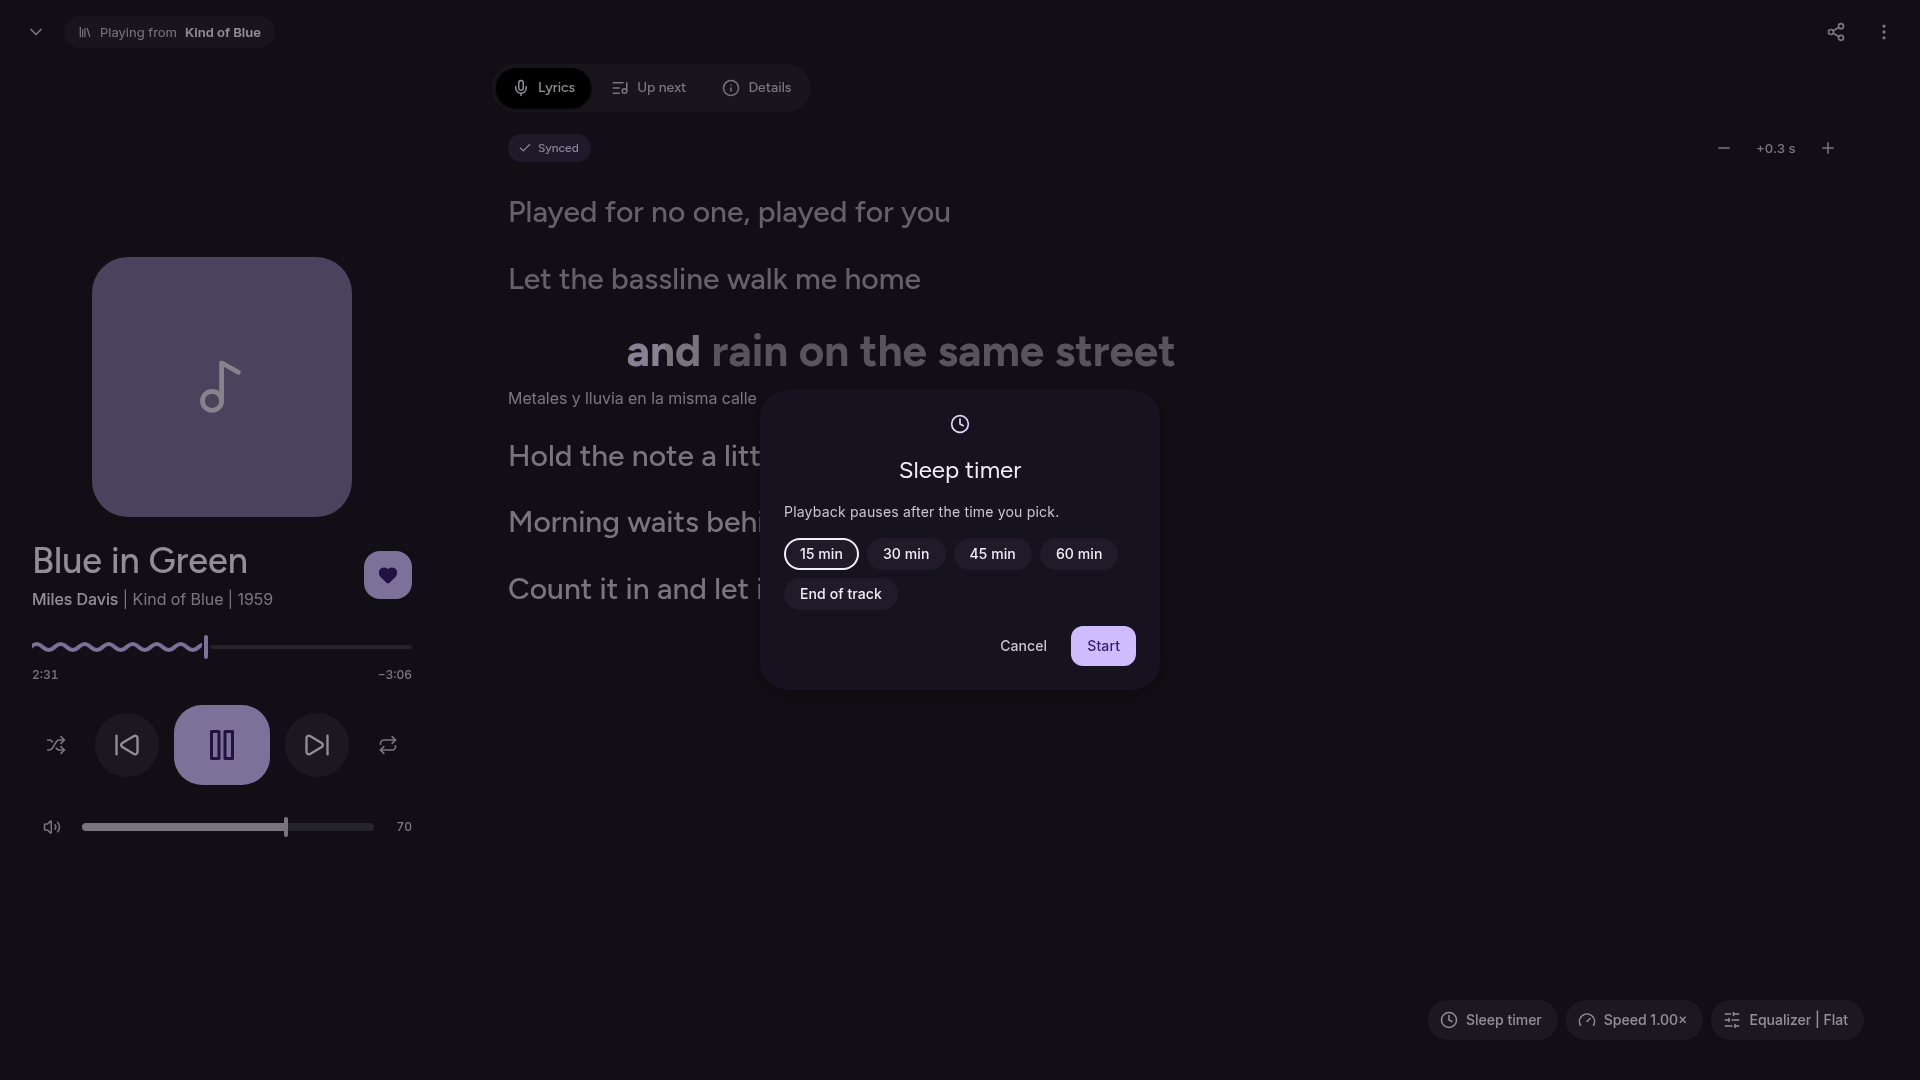 Playing from Kind of Blue
Lyrics
Up next
Details
Synced
+0.3 s
Played for no one, played for you
Let the bassline walk me home
and rain on the same street
Metales y lluvia en la misma calle
Hold the note a litt
Morning waits behi
Count it in and let i
Blue in Green
Miles Davis | Kind of Blue | 1959
2:31
−3:06
70
Sleep timer
Playback pauses after the time you pick.
15 min
30 min
45 min
60 min
End of track
Cancel
Start
Sleep timer
Speed 1.00×
Equalizer | Flat